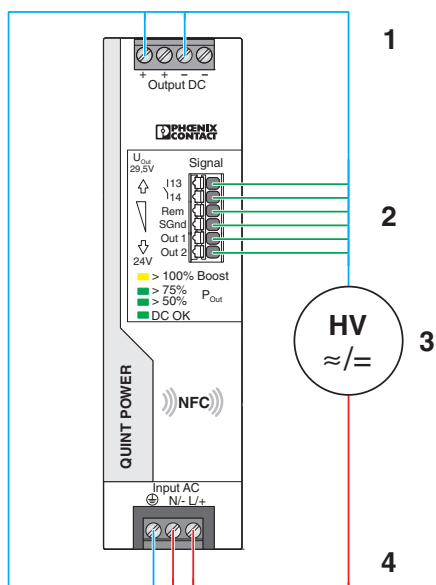 1
+ + − −
Output DC
PHŒNIX
CONTACT
UOut
29,5V
Signal
13
14
Rem
SGnd
Out 1
Out 2
24V
2
> 100% Boost
> 75%
> 50%
POut
DC OK
HV
≈/=
3
QUINT POWER
NFC
Input AC
N/- L/+
4